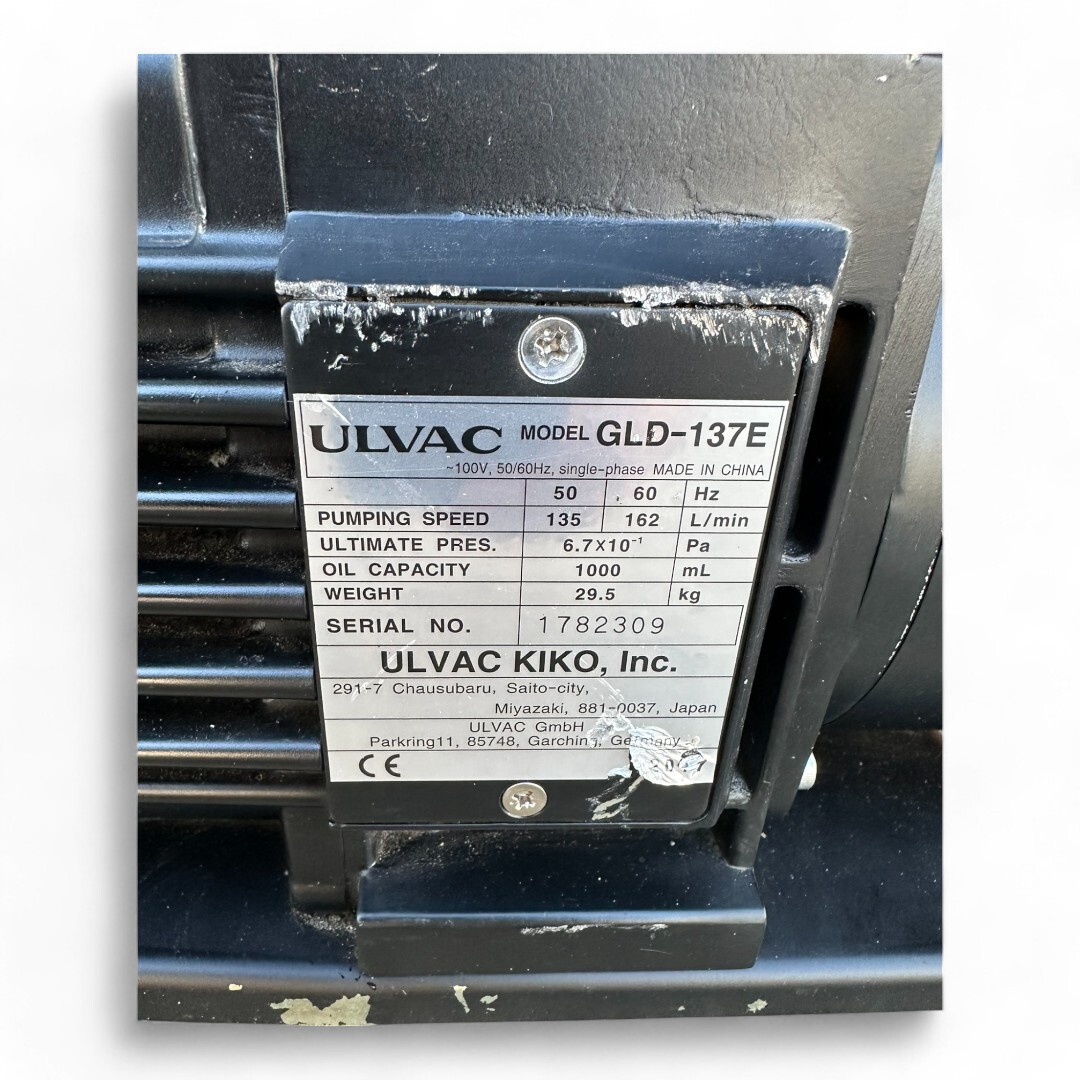 ULVAC MODEL GLD-137E
~100V, 50/60Hz, single-phase MADE IN CHINA
50 60 Hz
PUMPING SPEED 135 162 L/min
ULTIMATE PRES. 6.7X10⁻¹ Pa
OIL CAPACITY 1000 mL
WEIGHT 29.5 kg
SERIAL NO. 1782309
ULVAC KIKO, Inc.
291-7 Chausubaru, Saito-city,
Miyazaki, 881-0037, Japan
ULVAC GmbH
Parkring11, 85748, Garching, Germany
CE